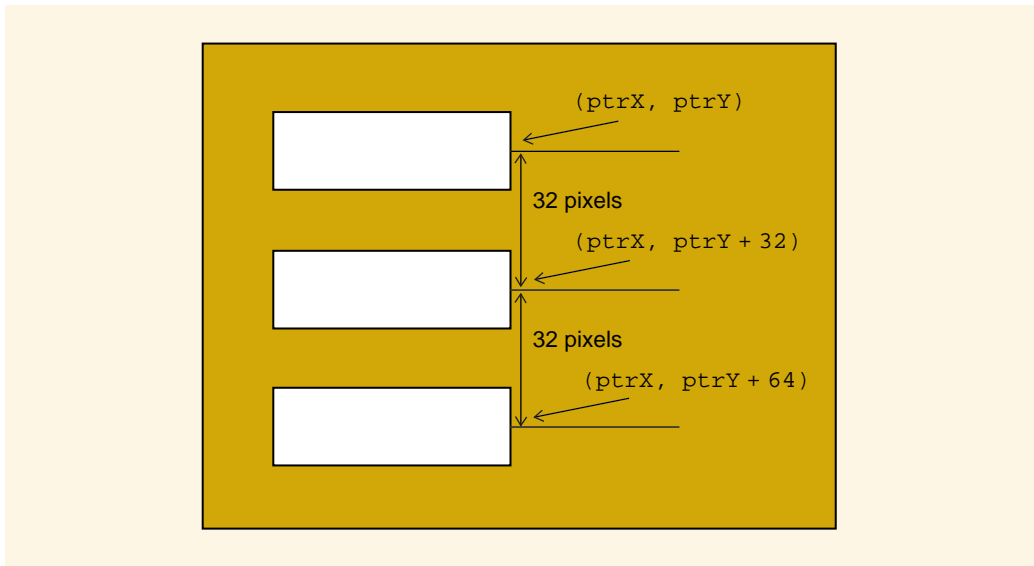 (ptrX, ptrY)
32 pixels
(ptrX, ptrY + 32)
32 pixels
(ptrX, ptrY + 64)